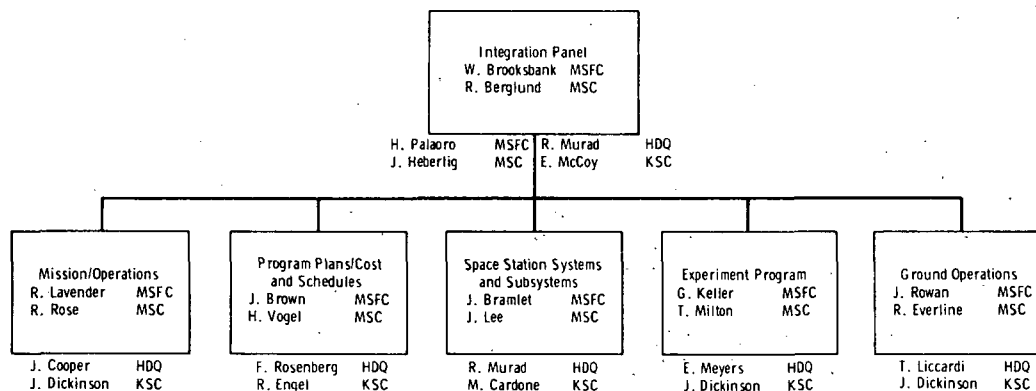 Integration Panel
W. Brooksbank MSFC
R. Berglund MSC
H. Palaoro MSFC R. Murad HDQ
J. Hebertig MSC E. McCoy KSC
Mission/Operations
R. Lavender MSFC
R. Rose MSC
J. Cooper HDQ
J. Dickinson KSC
Program Plans/Cost
and Schedules
J. Brown MSFC
H. Vogel MSC
F. Rosenberg HDQ
R. Engel KSC
Space Station Systems
and Subsystems
J. Bramlet MSFC
J. Lee MSC
R. Murad HDQ
M. Cardone KSC
Experiment Program
G. Keller MSFC
T. Milton MSC
E. Meyers HDQ
J. Dickinson KSC
Ground Operations
J. Rowan MSFC
R. Everline MSC
T. Liccardi HDQ
J. Dickinson KSC